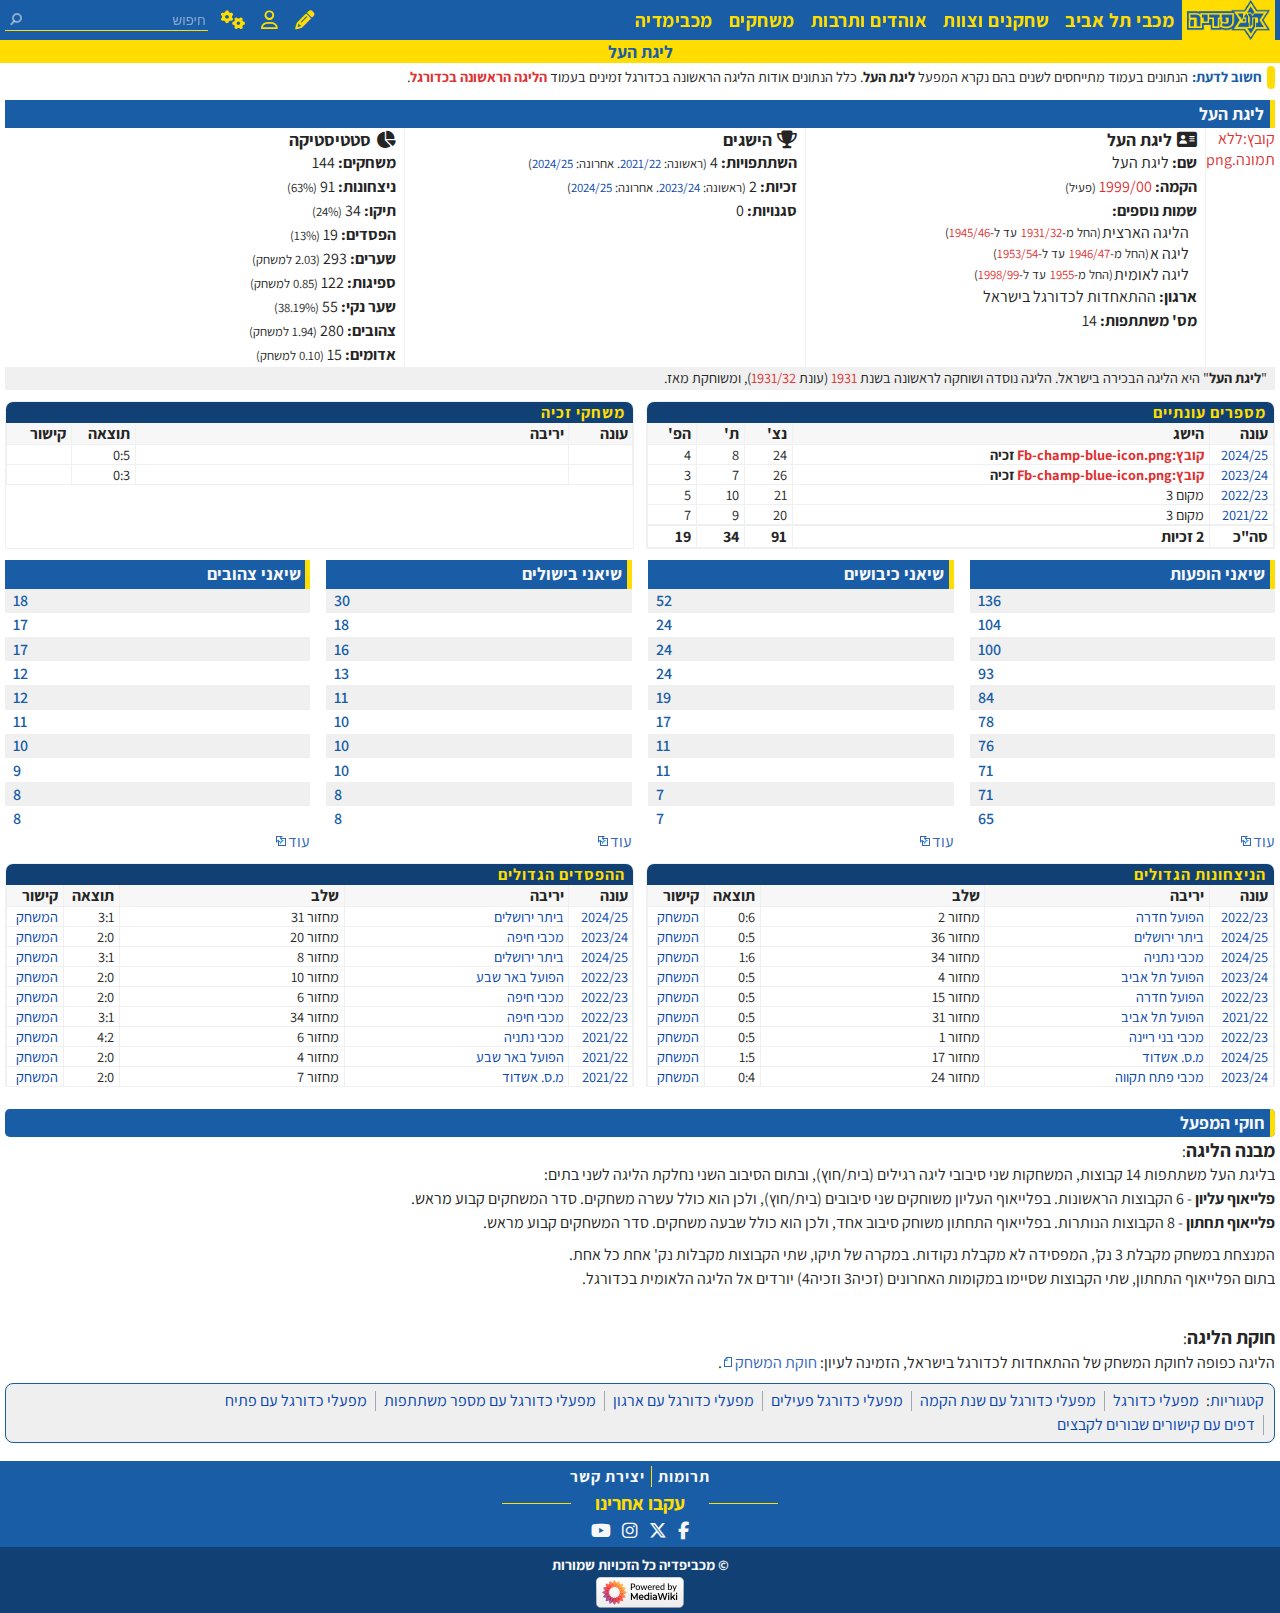 מכביפדיה
מכבי תל אביב
שחקנים וצוות
אוהדים ותרבות
משחקים
מכבימדיה
חיפוש
ליגת העל
חשוב לדעת: הנתונים בעמוד מתייחסים לשנים בהם נקרא המפעל ליגת העל. כלל הנתונים אודות הליגה הראשונה בכדורגל זמינים בעמוד הליגה הראשונה בכדורגל.
ליגת העל
קובץ:ללא
תמונה.png
ליגת העל
שם: ליגת העל
הקמה: 1999/00 (פעיל)
שמות נוספים:
הליגה הארצית (החל מ-1931/32 עד ל-1945/46)
ליגה א (החל מ-1946/47 עד ל-1953/54)
ליגה לאומית (החל מ-1955 עד ל-1998/99)
ארגון: ההתאחדות לכדורגל בישראל
מס' משתתפות: 14
הישגים
השתתפויות: 4 (ראשונה: 2021/22. אחרונה: 2024/25)
זכיות: 2 (ראשונה: 2023/24. אחרונה: 2024/25)
סגנויות: 0
סטטיסטיקה
משחקים: 144
ניצחונות: 91 (63%)
תיקו: 34 (24%)
הפסדים: 19 (13%)
שערים: 293 (2.03 למשחק)
ספיגות: 122 (0.85 למשחק)
שער נקי: 55 (38.19%)
צהובים: 280 (1.94 למשחק)
אדומים: 15 (0.10 למשחק)
"ליגת העל" היא הליגה הבכירה בישראל. הליגה נוסדה ושוחקה לראשונה בשנת 1931 (עונת 1931/32), ומשוחקת מאז.
מספרים עונתיים
עונה הישג נצ' ת' הפ'
2024/25 קובץ:Fb-champ-blue-icon.png זכיה 24 8 4
2023/24 קובץ:Fb-champ-blue-icon.png זכיה 26 7 3
2022/23 מקום 3 21 10 5
2021/22 מקום 3 20 9 7
סה"כ 2 זכיות 91 34 19
משחקי זכיה
עונה יריבה תוצאה קישור
0:5
0:3
שיאני הופעות
136
104
100
93
84
78
76
71
71
65
עוד
שיאני כיבושים
52
24
24
24
19
17
11
11
7
7
עוד
שיאני בישולים
30
18
16
13
11
10
10
10
8
8
עוד
שיאני צהובים
18
17
17
12
12
11
10
9
8
8
עוד
הניצחונות הגדולים
עונה יריבה שלב תוצאה קישור
2022/23 הפועל חדרה מחזור 2 0:6 המשחק
2024/25 ביתר ירושלים מחזור 36 0:5 המשחק
2024/25 מכבי נתניה מחזור 34 1:6 המשחק
2023/24 הפועל תל אביב מחזור 4 0:5 המשחק
2022/23 הפועל חדרה מחזור 15 0:5 המשחק
2021/22 הפועל תל אביב מחזור 31 0:5 המשחק
2022/23 מכבי בני ריינה מחזור 1 0:5 המשחק
2024/25 מ.ס. אשדוד מחזור 17 1:5 המשחק
2023/24 מכבי פתח תקווה מחזור 24 0:4 המשחק
ההפסדים הגדולים
עונה יריבה שלב תוצאה קישור
2024/25 ביתר ירושלים מחזור 31 3:1 המשחק
2023/24 מכבי חיפה מחזור 20 2:0 המשחק
2024/25 ביתר ירושלים מחזור 8 3:1 המשחק
2022/23 הפועל באר שבע מחזור 10 2:0 המשחק
2022/23 מכבי חיפה מחזור 6 2:0 המשחק
2022/23 מכבי חיפה מחזור 34 3:1 המשחק
2021/22 מכבי נתניה מחזור 6 4:2 המשחק
2021/22 הפועל באר שבע מחזור 4 2:0 המשחק
2021/22 מ.ס. אשדוד מחזור 7 2:0 המשחק
חוקי המפעל
מבנה הליגה:
בליגת העל משתתפות 14 קבוצות, המשחקות שני סיבובי ליגה רגילים (בית/חוץ), ובתום הסיבוב השני נחלקת הליגה לשני בתים:
פלייאוף עליון - 6 הקבוצות הראשונות. בפלייאוף העליון משוחקים שני סיבובים (בית/חוץ), ולכן הוא כולל עשרה משחקים. סדר המשחקים קבוע מראש.
פלייאוף תחתון - 8 הקבוצות הנותרות. בפלייאוף התחתון משוחק סיבוב אחד, ולכן הוא כולל שבעה משחקים. סדר המשחקים קבוע מראש.
המנצחת במשחק מקבלת 3 נק', המפסידה לא מקבלת נקודות. במקרה של תיקו, שתי הקבוצות מקבלות נק' אחת כל אחת.
בתום הפלייאוף התחתון, שתי הקבוצות שסיימו במקומות האחרונים (זכיה3 וזכיה4) יורדים אל הליגה הלאומית בכדורגל.
חוקת הליגה:
הליגה כפופה לחוקת המשחק של ההתאחדות לכדורגל בישראל, הזמינה לעיון: חוקת המשחק.
קטגוריות: מפעלי כדורגל | מפעלי כדורגל עם שנת הקמה | מפעלי כדורגל פעילים | מפעלי כדורגל עם ארגון | מפעלי כדורגל עם מספר משתתפות | מפעלי כדורגל עם פתיח
| דפים עם קישורים שבורים לקבצים
תרומות | יצירת קשר
עקבו אחרינו
© מכביפדיה כל הזכויות שמורות
Powered by
MediaWiki